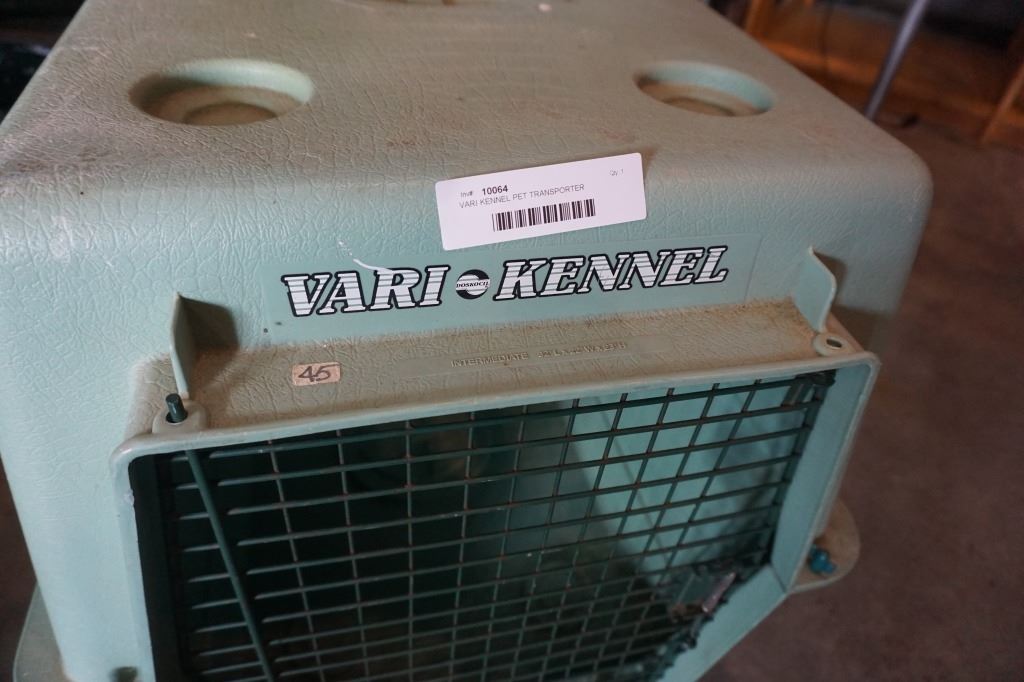 Inv# 10064 Qty: 1
VARI KENNEL PET TRANSPORTER
VARI DOSKOCIL KENNEL
INTERMEDIATE
45